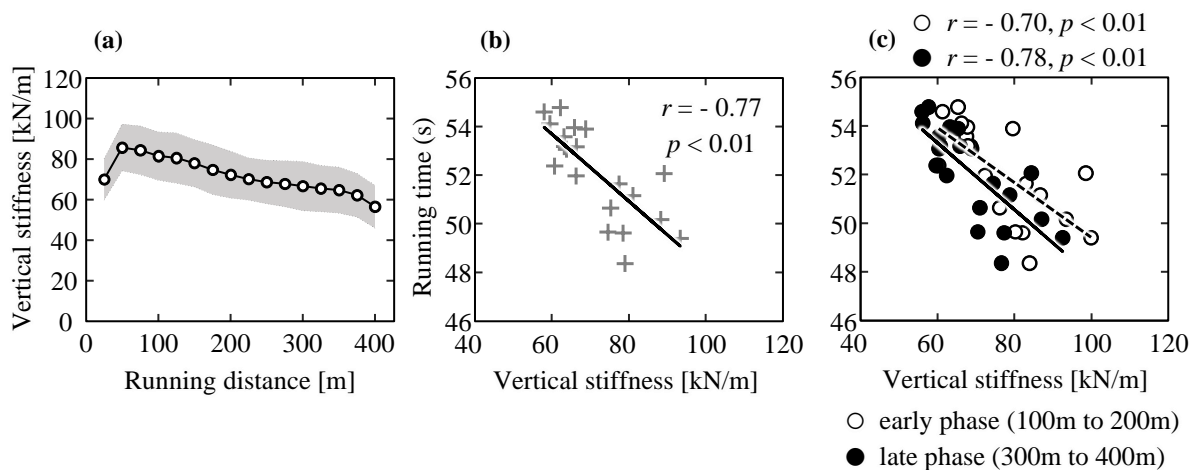 (a)
Vertical stiffness [kN/m]
120
100
80
60
40
20
0
0 100 200 300 400
Running distance [m]
(b)
Running time (s)
56
54
52
50
48
46
r = - 0.77
p < 0.01
40 60 80 100 120
Vertical stiffness [kN/m]
(c)
r = - 0.70, p < 0.01
r = - 0.78, p < 0.01
56
54
52
50
48
46
40 60 80 100 120
Vertical stiffness [kN/m]
early phase (100m to 200m)
late phase (300m to 400m)